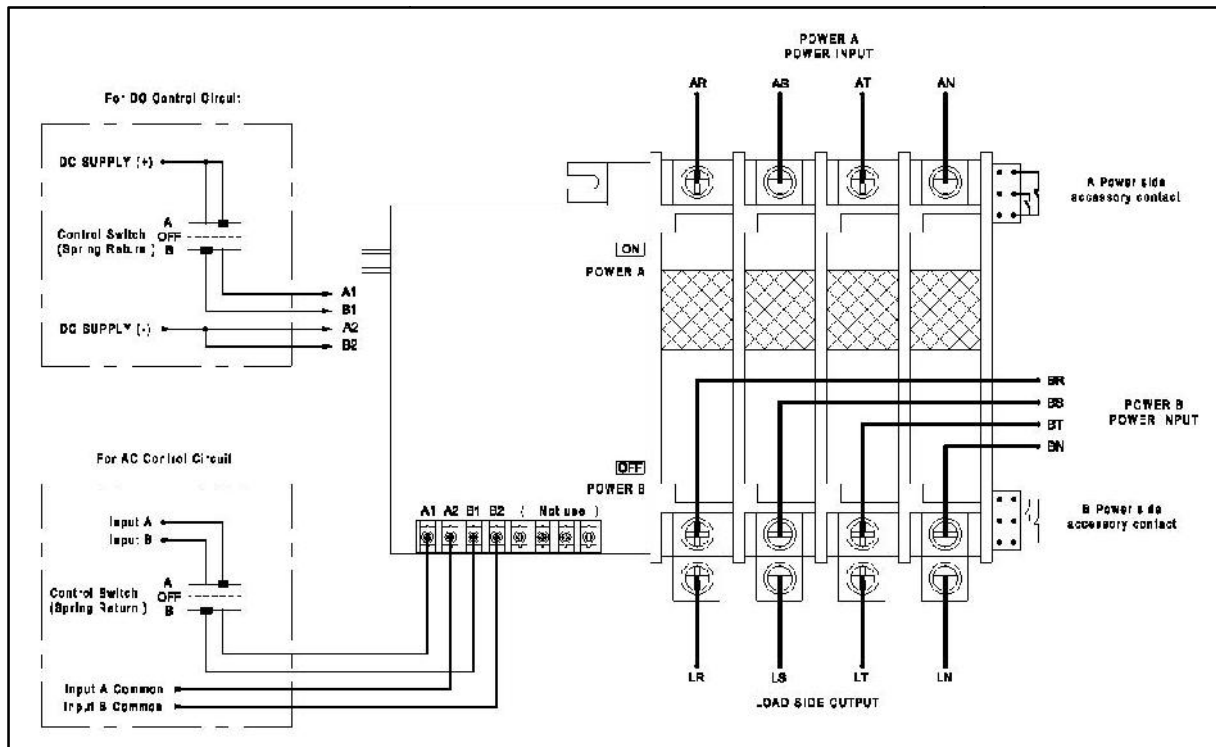 POWER A
POWER INPUT
AR AS AT AN
For DC Control Circuit
DC SUPPLY (+)
A
Control Switch OFF
(Spring Return) B
A1
B1
DC SUPPLY (-)
A2
B2
A Power side
accessory contact
ON
POWER A
BR
BS
BT
BN
POWER B
POWER INPUT
For AC Control Circuit
OFF
POWER B
A1 A2 B1 B2 ( Not use )
B Power side
accessory contact
Input A
Input B
A
Control Switch OFF
(Spring Return) B
Input A Common
Input B Common
LR LS LT LN
LOAD SIDE OUTPUT